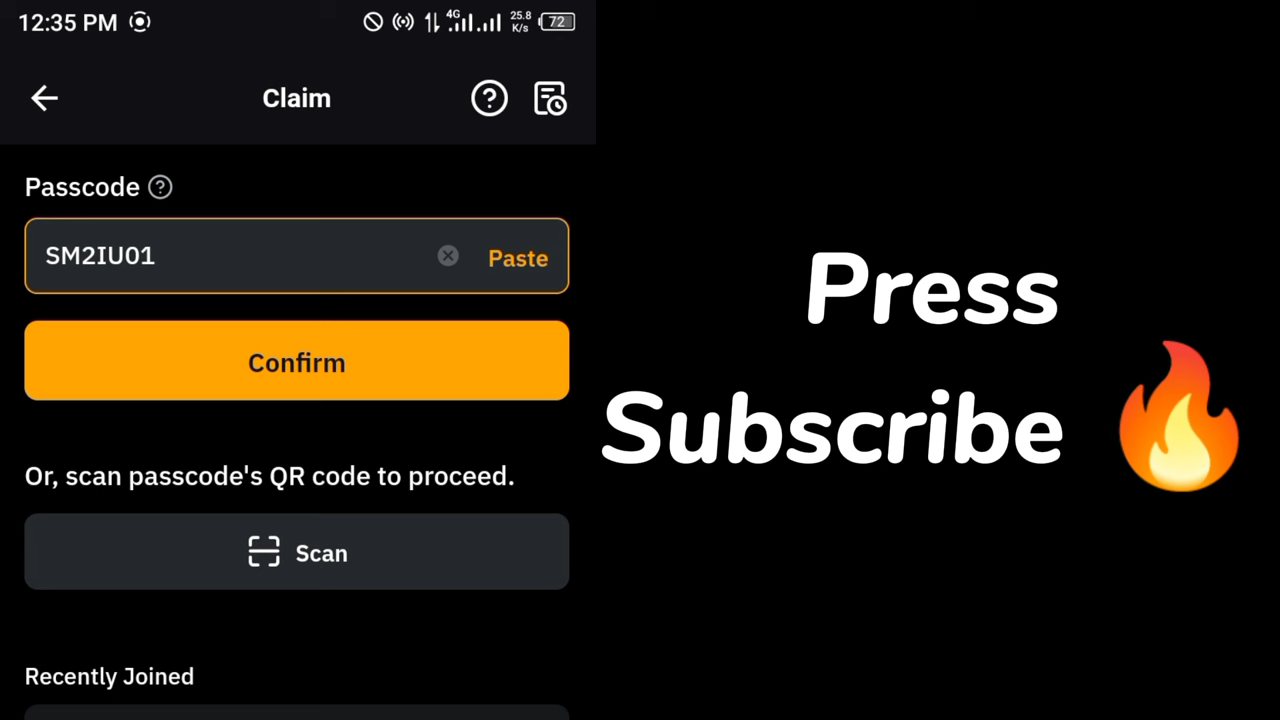 12:35 PM
4G
25.8
K/s
72
Claim
Passcode
SM2IU01
Paste
Confirm
Or, scan passcode's QR code to proceed.
Scan
Recently Joined
Press
Subscribe